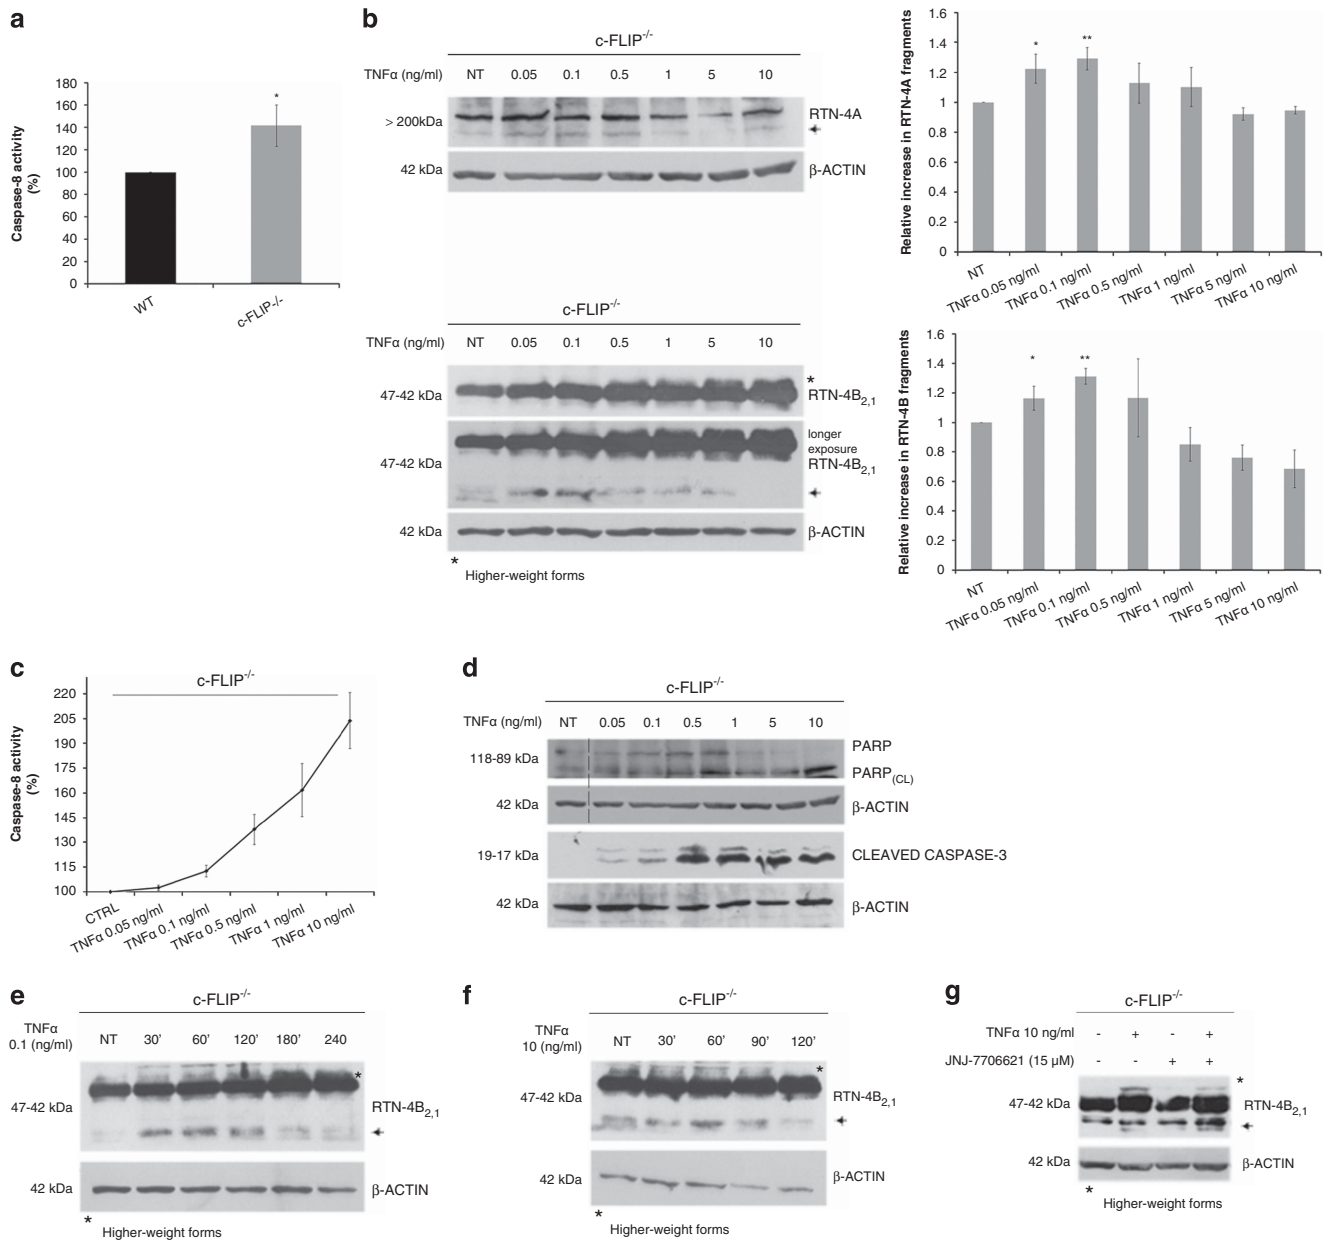 a
Caspase-8 activity
(%)
180
160
140
120
100
80
60
40
20
0
*
WT
c-FLIP-/-
b
c-FLIP-/-
TNFα (ng/ml) NT 0.05 0.1 0.5 1 5 10
> 200kDa
RTN-4A
42 kDa
β-ACTIN
Relative increase in RTN-4A fragments
1.6
1.4
1.2
1
0.8
0.6
0.4
0.2
0
*
**
NT
TNFα 0.05 ng/ml
TNFα 0.1 ng/ml
TNFα 0.5 ng/ml
TNFα 1 ng/ml
TNFα 5 ng/ml
TNFα 10 ng/ml
c-FLIP-/-
TNFα (ng/ml) NT 0.05 0.1 0.5 1 5 10
*
47-42 kDa
RTN-4B2,1
longer
exposure
47-42 kDa
RTN-4B2,1
42 kDa
β-ACTIN
*
Higher-weight forms
Relative increase in RTN-4B fragments
1.6
1.4
1.2
1
0.8
0.6
0.4
0.2
0
*
**
NT
TNFα 0.05 ng/ml
TNFα 0.1 ng/ml
TNFα 0.5 ng/ml
TNFα 1 ng/ml
TNFα 5 ng/ml
TNFα 10 ng/ml
c
c-FLIP-/-
Caspase-8 activity
(%)
220
205
190
175
160
145
130
115
100
CTRL
TNFα 0.05 ng/ml
TNFα 0.1 ng/ml
TNFα 0.5 ng/ml
TNFα 1 ng/ml
TNFα 10 ng/ml
d
c-FLIP-/-
TNFα (ng/ml) NT 0.05 0.1 0.5 1 5 10
PARP
118-89 kDa
PARP(CL)
42 kDa
β-ACTIN
19-17 kDa
CLEAVED CASPASE-3
42 kDa
β-ACTIN
e
c-FLIP-/-
TNFα
0.1 (ng/ml) NT 30’ 60’ 120’ 180’ 240
*
47-42 kDa
RTN-4B2,1
42 kDa
β-ACTIN
*
Higher-weight forms
f
c-FLIP-/-
TNFα
10 (ng/ml) NT 30’ 60’ 90’ 120’
*
47-42 kDa
RTN-4B2,1
42 kDa
β-ACTIN
*
Higher-weight forms
g
c-FLIP-/-
TNFα 10 ng/ml - + - +
JNJ-7706621 (15 µM) - - + +
*
47-42 kDa
RTN-4B2,1
42 kDa
β-ACTIN
*
Higher-weight forms